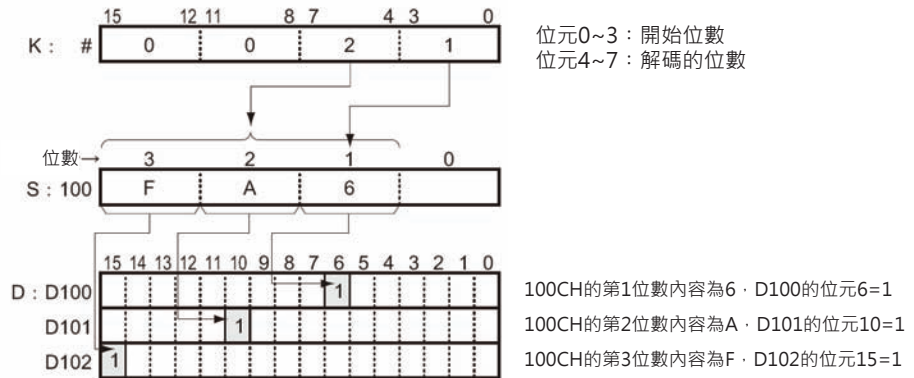 15 12 11 8 7 4 3 0
K： # 0 0 2 1
位元0~3：開始位數
位元4~7：解碼的位數
位數→ 3 2 1 0
S：100 F A 6
15 14 13 12 11 10 9 8 7 6 5 4 3 2 1 0
D：D100 1
100CH的第1位數內容為6，D100的位元6=1
D101 1
100CH的第2位數內容為A，D101的位元10=1
D102 1
100CH的第3位數內容為F，D102的位元15=1